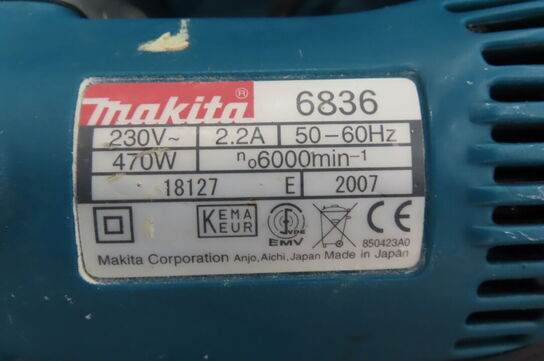 makita® 6836
230V~ 2.2A 50-60Hz
470W n₀6000min⁻¹
18127 E 2007
KEMA
KEUR
EMV
CE
850423A0
Makita Corporation Anjo, Aichi, Japan Made in Japan